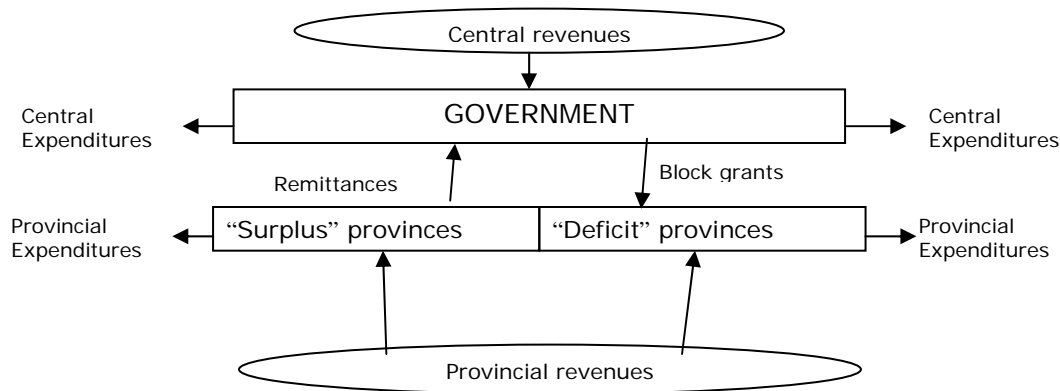 Central revenues
GOVERNMENT
Central
Expenditures
Central
Expenditures
Remittances
Block grants
Provincial
Expenditures
“Surplus” provinces
“Deficit” provinces
Provincial
Expenditures
Provincial revenues